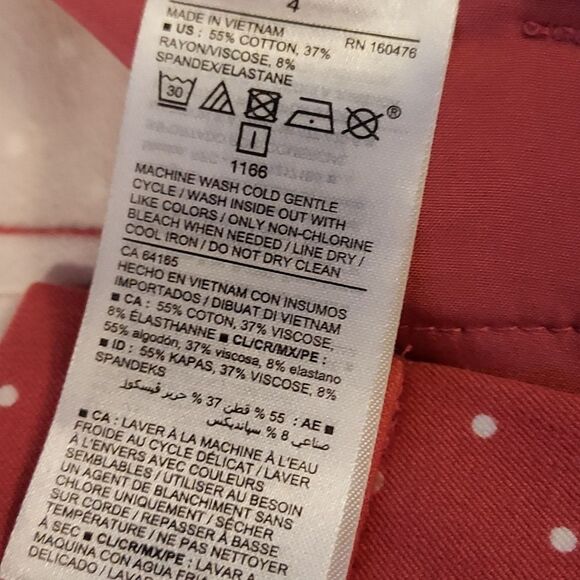 4
MADE IN VIETNAM
RN 160476
■ US : 55% COTTON, 37%
RAYON/VISCOSE, 8%
SPANDEX/ELASTANE
30
®
1166
MACHINE WASH COLD GENTLE
CYCLE / WASH INSIDE OUT WITH
LIKE COLORS / ONLY NON-CHLORINE
BLEACH WHEN NEEDED / LINE DRY /
COOL IRON / DO NOT DRY CLEAN
CA 64165
HECHO EN VIETNAM CON INSUMOS
IMPORTADOS / DIBUAT DI VIETNAM
■ CA : 55% COTON, 37% VISCOSE,
8% ÉLASTHANNE ■ CL/CR/MX/PE :
55% algodón, 37% viscosa, 8% elastano
■ ID : 55% KAPAS, 37% VISCOSE, 8%
SPANDEKS
■ AE : 55 % قطن 37 % حرير فيسكوز
صناعي 8 % سباندیکس
■ CA : LAVER À LA MACHINE À L'EAU
FROIDE AU CYCLE DÉLICAT / LAVER
À L'ENVERS AVEC COULEURS
SEMBLABLES / UTILISER AU BESOIN
UN AGENT DE BLANCHIMENT SANS
CHLORE UNIQUEMENT / SÉCHER
SUR CORDE / REPASSER À BASSE
TEMPÉRATURE / NE PAS NETTOYER
À SEC ■ CL/CR/MX/PE : LAVAR A
MAQUINA CON AGUA FRIA
DELICADO / LAVAR